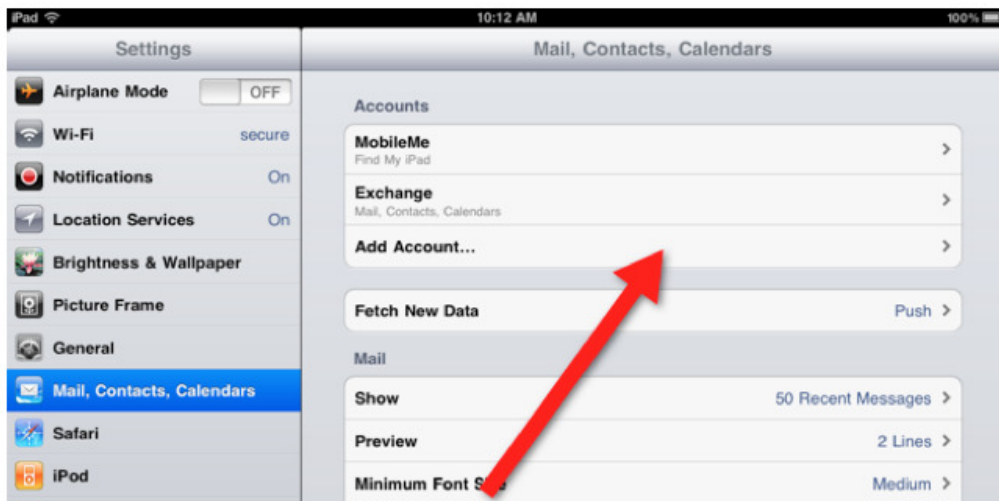 iPad 10:12 AM 100%
Settings
Airplane Mode OFF
Wi-Fi secure
Notifications On
Location Services On
Brightness & Wallpaper
Picture Frame
General
Mail, Contacts, Calendars
Safari
iPod
Mail, Contacts, Calendars
Accounts
MobileMe
Find My iPad
Exchange
Mail, Contacts, Calendars
Add Account...
Fetch New Data Push
Mail
Show 50 Recent Messages
Preview 2 Lines
Minimum Font Medium